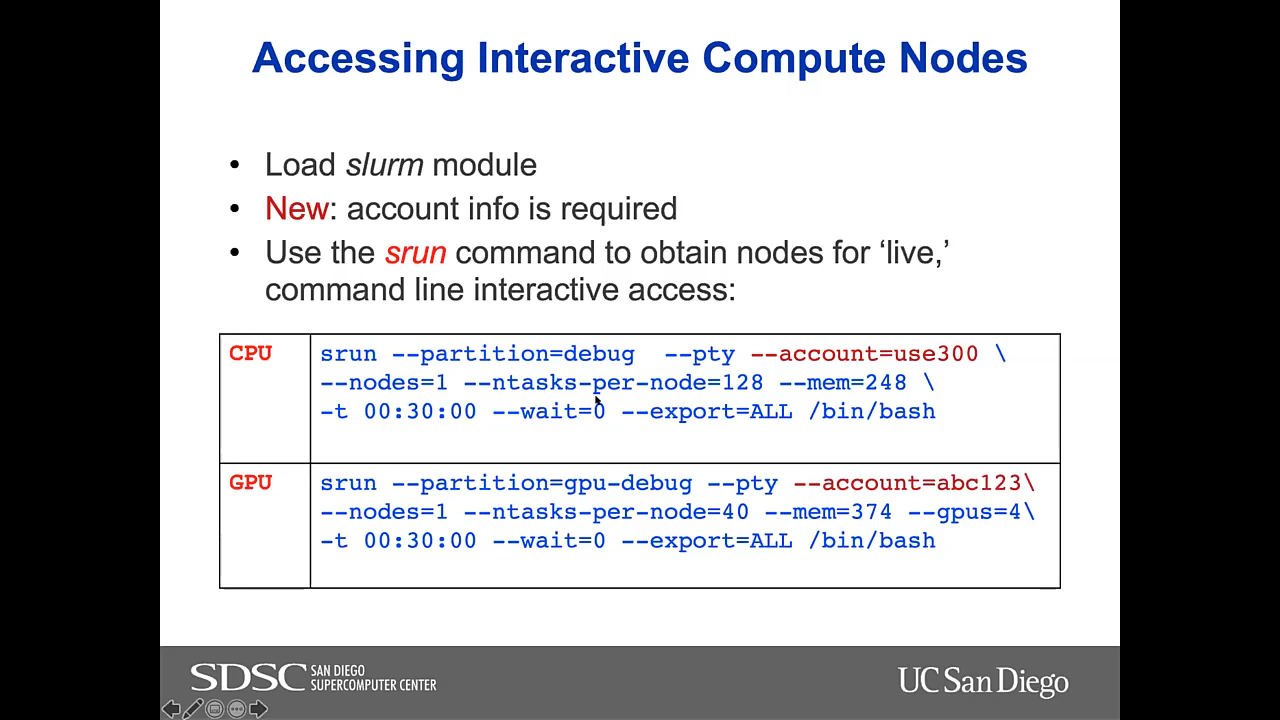 Accessing Interactive Compute Nodes
• Load slurm module
• New: account info is required
• Use the srun command to obtain nodes for ‘live,’
command line interactive access:
CPU
srun --partition=debug  --pty --account=use300 \
--nodes=1 --ntasks-per-node=128 --mem=248 \
-t 00:30:00 --wait=0 --export=ALL /bin/bash
GPU
srun --partition=gpu-debug --pty --account=abc123\
--nodes=1 --ntasks-per-node=40 --mem=374 --gpus=4\
-t 00:30:00 --wait=0 --export=ALL /bin/bash
SDSC SAN DIEGO
SUPERCOMPUTER CENTER
UC San Diego